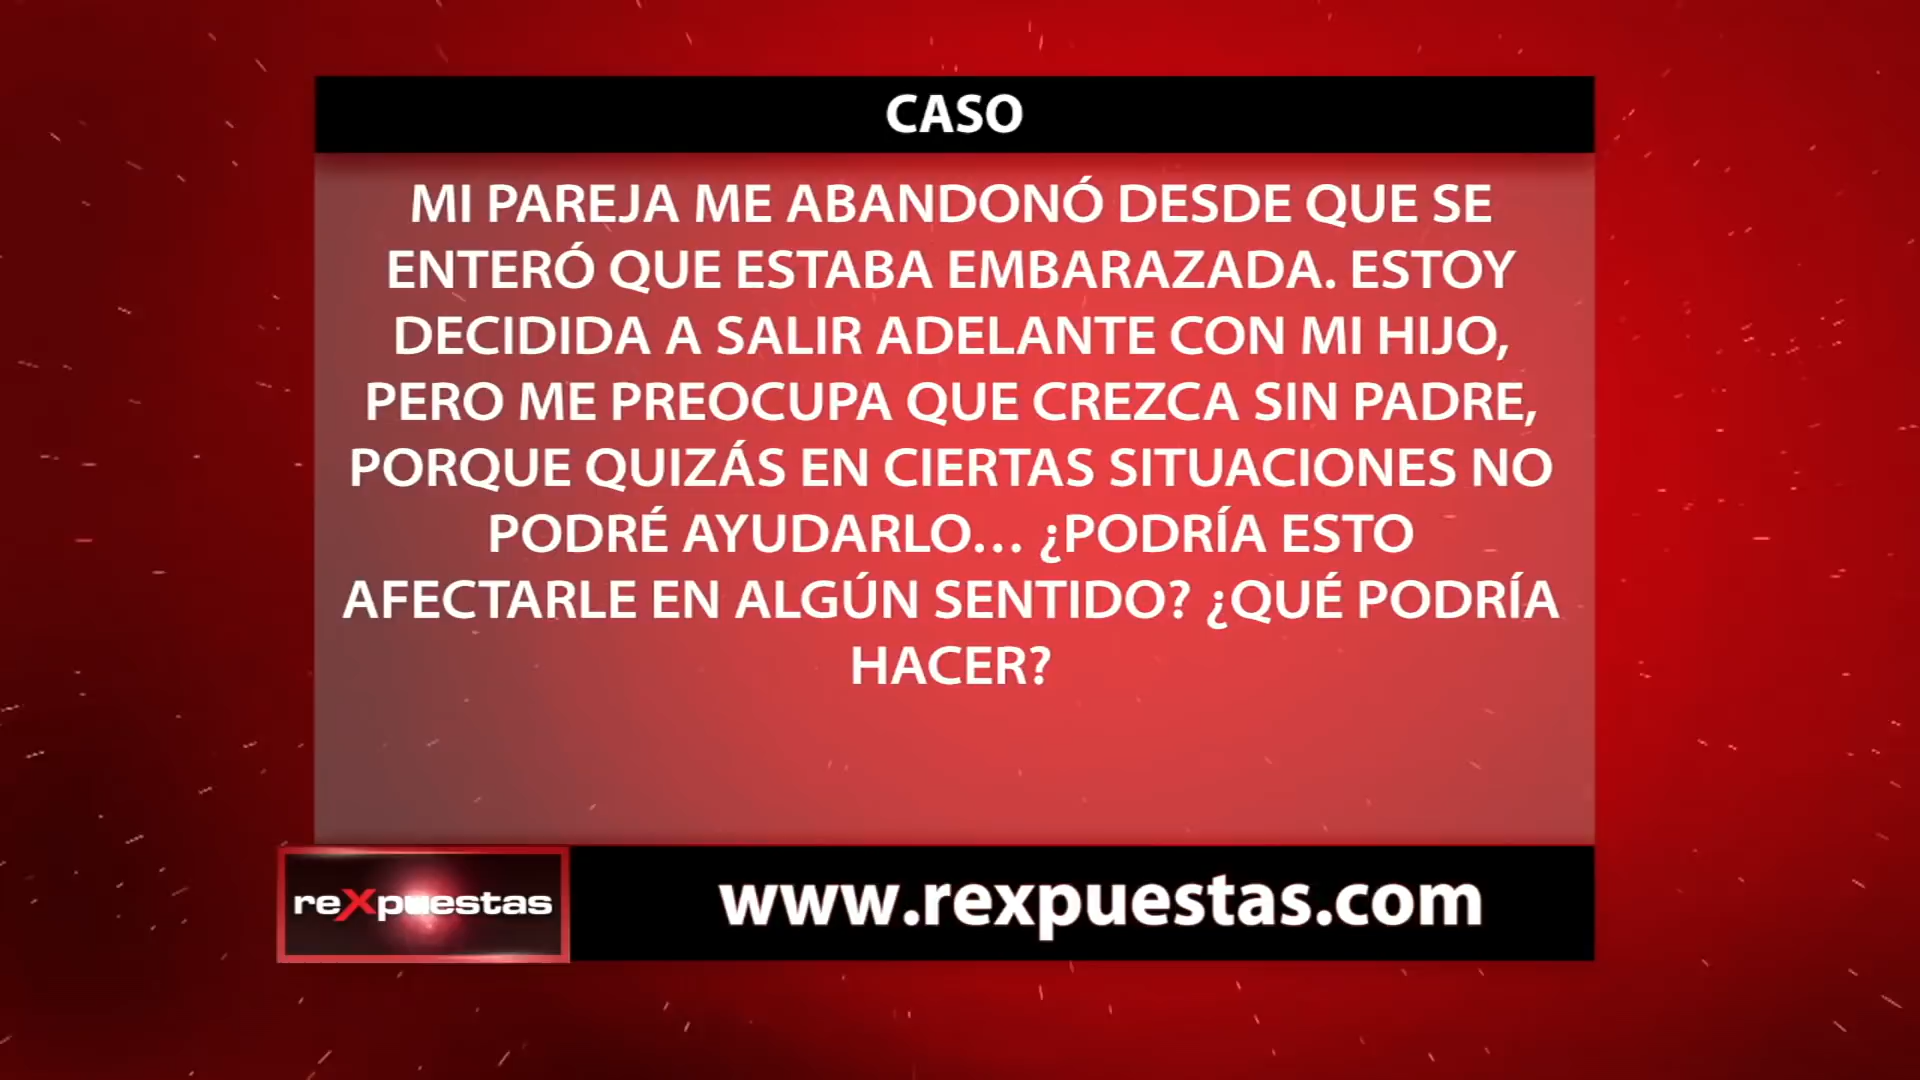 CASO
MI PAREJA ME ABANDONÓ DESDE QUE SE
ENTERÓ QUE ESTABA EMBARAZADA. ESTOY
DECIDIDA A SALIR ADELANTE CON MI HIJO,
PERO ME PREOCUPA QUE CREZCA SIN PADRE,
PORQUE QUIZÁS EN CIERTAS SITUACIONES NO
PODRÉ AYUDARLO... ¿PODRÍA ESTO
AFECTARLE EN ALGÚN SENTIDO? ¿QUÉ PODRÍA
HACER?
reXpuestas
www.rexpuestas.com